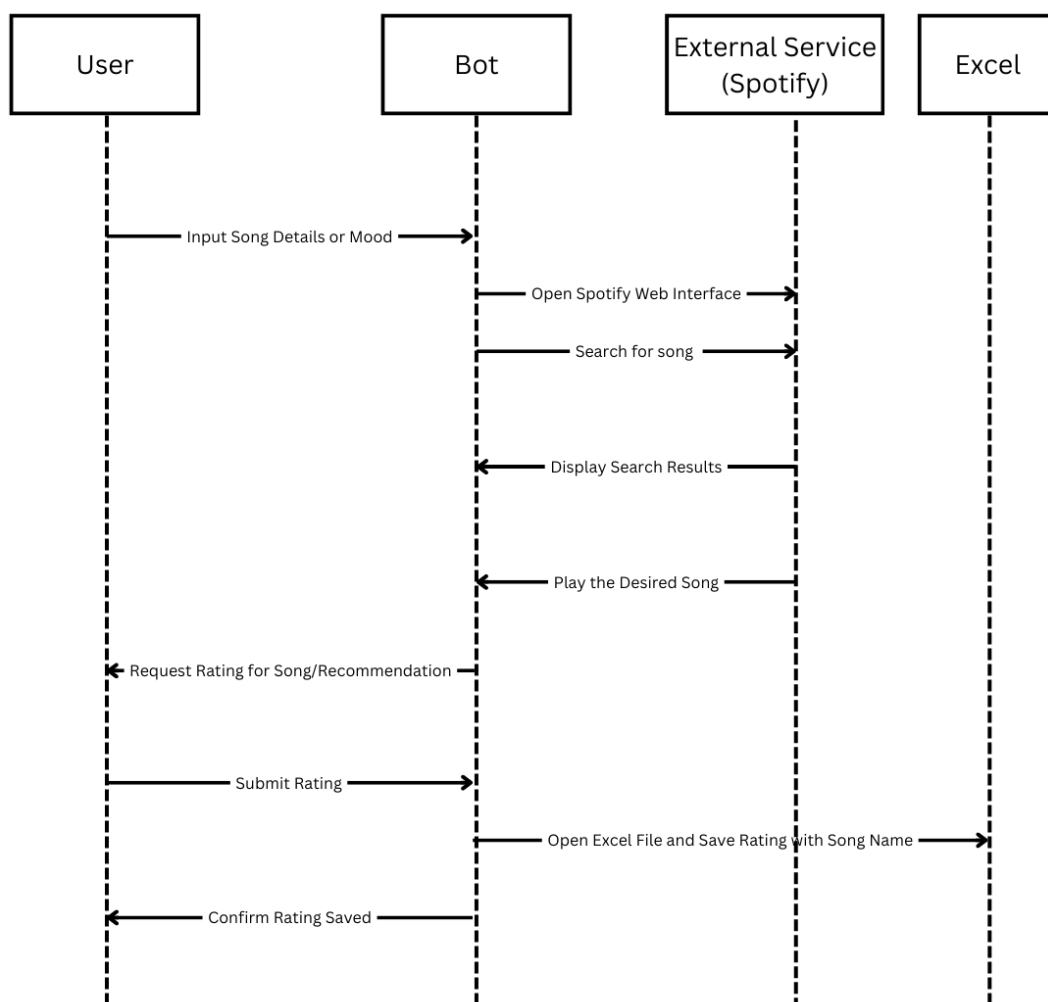 User
Bot
External Service
(Spotify)
Excel
Input Song Details or Mood
Open Spotify Web Interface
Search for song
Display Search Results
Play the Desired Song
Request Rating for Song/Recommendation
Submit Rating
Open Excel File and Save Rating with Song Name
Confirm Rating Saved